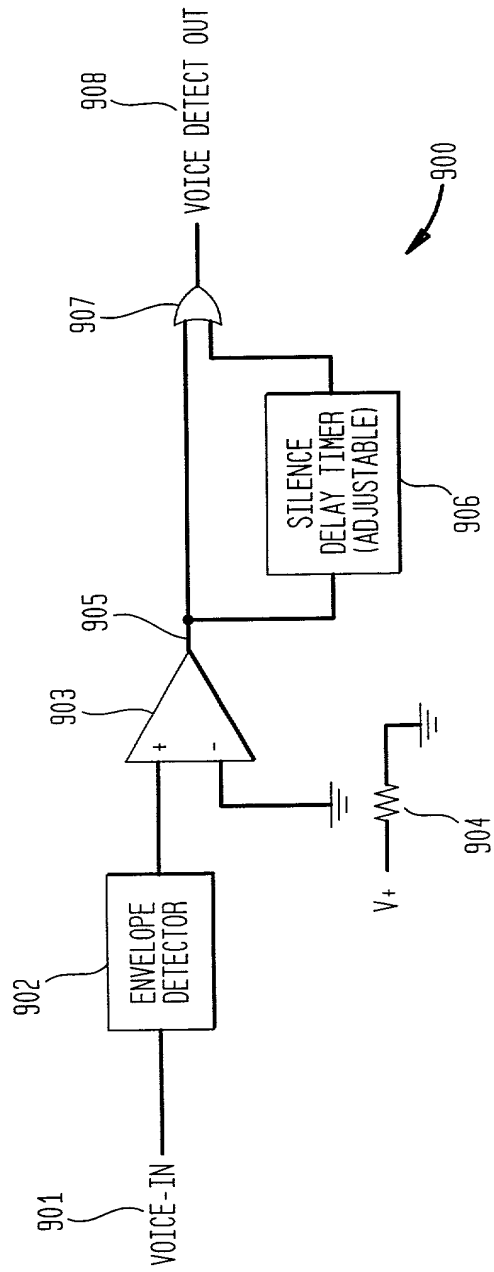 901
VOICE-IN
902
ENVELOPE
DETECTOR
903
+
-
V+
904
905
SILENCE
DELAY TIMER
(ADJUSTABLE)
906
907
908
VOICE DETECT OUT
900